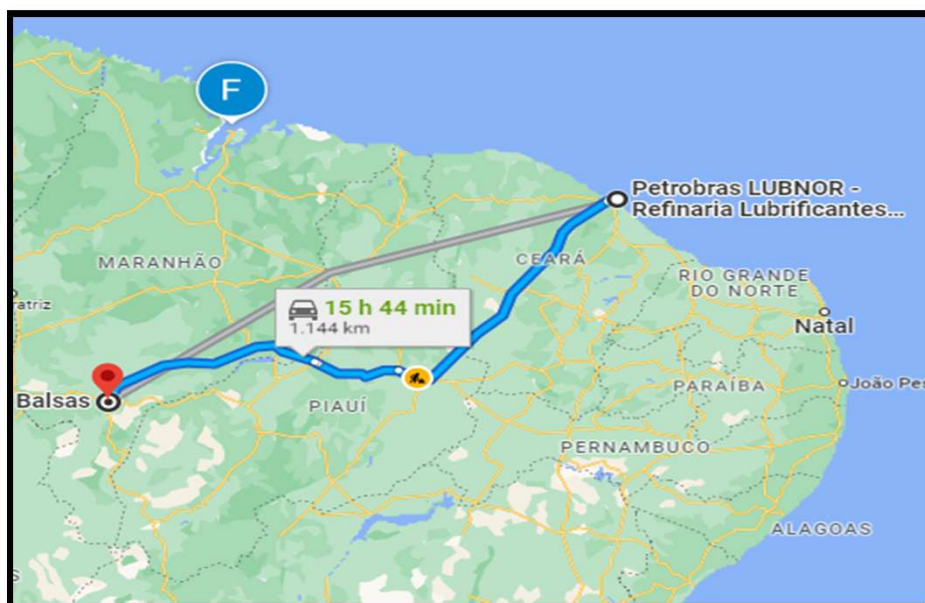 F
Petrobras LUBNOR -
Refinaria Lubrificantes...
MARANHÃO
CEARÁ
RIO GRANDE
DO NORTE
ratriz
15 h 44 min
1.144 km
Natal
Balsas
PIAUÍ
PARAÍBA
João Pes
PERNAMBUCO
ALAGOAS
S